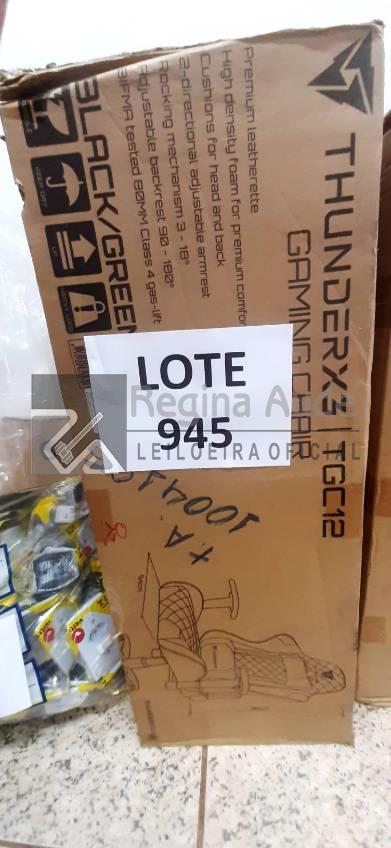 THUNDERX3 | TGC12
GAMING CHAIR
Premium leatherette
High density foam for premium comfort
Cushions for head and back
2-directional adjustable armrest
Rocking mechanism 3 - 18°
Adjustable backrest 90 - 180°
BIFMA tested 80MM Class 4 gas-lift
BLACK/GREEN
UP
LOTE
945
Regina Aude
LEILOEIRA OFICIAL
X.A.